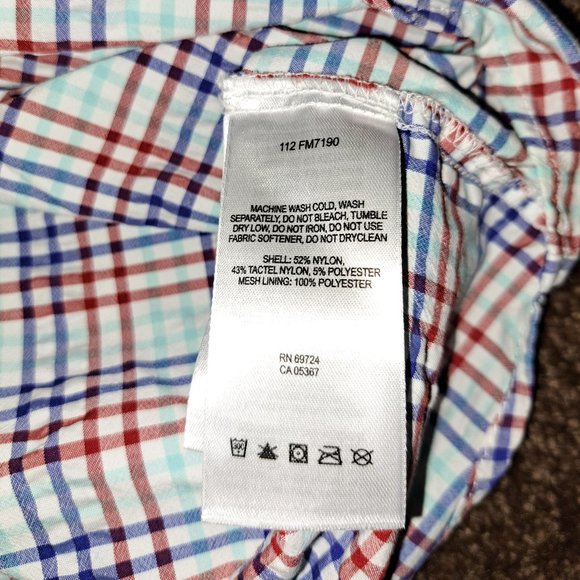 112 FM7190
MACHINE WASH COLD, WASH
SEPARATELY, DO NOT BLEACH, TUMBLE
DRY LOW, DO NOT IRON, DO NOT USE
FABRIC SOFTENER, DO NOT DRYCLEAN
SHELL: 52% NYLON,
43% TACTEL NYLON, 5% POLYESTER
MESH LINING: 100% POLYESTER
RN 69724
CA 05367